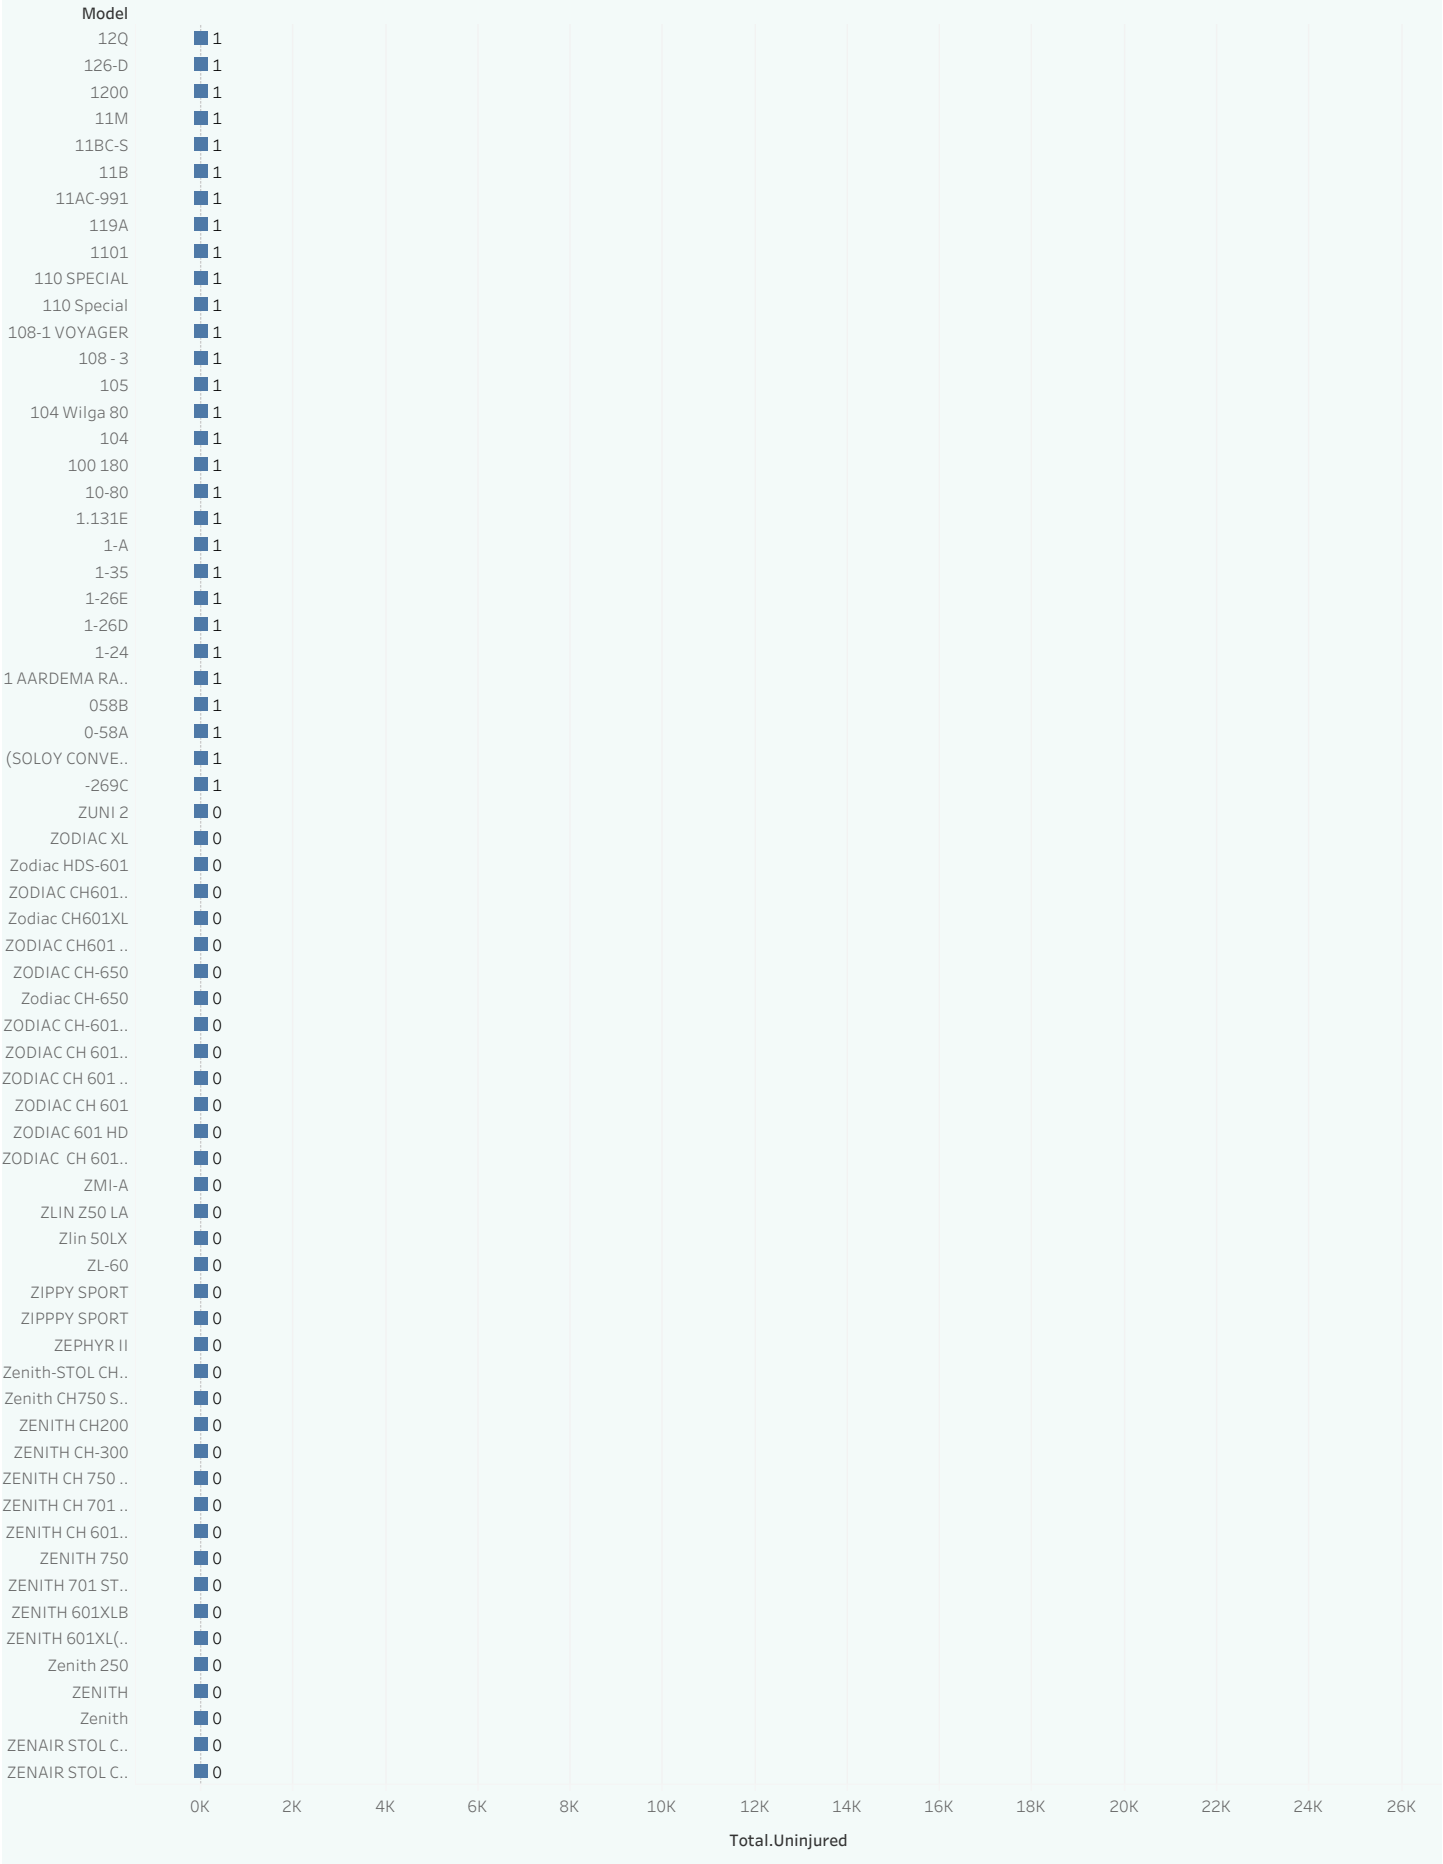 Model
12Q 1
126-D 1
1200 1
11M 1
11BC-S 1
11B 1
11AC-991 1
119A 1
1101 1
110 SPECIAL 1
110 Special 1
108-1 VOYAGER 1
108 - 3 1
105 1
104 Wilga 80 1
104 1
100 180 1
10-80 1
1.131E 1
1-A 1
1-35 1
1-26E 1
1-26D 1
1-24 1
1 AARDEMA RA.. 1
058B 1
0-58A 1
(SOLOY CONVE.. 1
-269C 1
ZUNI 2 0
ZODIAC XL 0
Zodiac HDS-601 0
ZODIAC CH601.. 0
Zodiac CH601XL 0
ZODIAC CH601 .. 0
ZODIAC CH-650 0
Zodiac CH-650 0
ZODIAC CH-601.. 0
ZODIAC CH 601.. 0
ZODIAC CH 601 .. 0
ZODIAC CH 601 0
ZODIAC 601 HD 0
ZODIAC  CH 601.. 0
ZMI-A 0
ZLIN Z50 LA 0
Zlin 50LX 0
ZL-60 0
ZIPPY SPORT 0
ZIPPPY SPORT 0
ZEPHYR II 0
Zenith-STOL CH.. 0
Zenith CH750 S.. 0
ZENITH CH200 0
ZENITH CH-300 0
ZENITH CH 750 .. 0
ZENITH CH 701 .. 0
ZENITH CH 601.. 0
ZENITH 750 0
ZENITH 701 ST.. 0
ZENITH 601XLB 0
ZENITH 601XL(.. 0
Zenith 250 0
ZENITH 0
Zenith 0
ZENAIR STOL C.. 0
ZENAIR STOL C.. 0
0K 2K 4K 6K 8K 10K 12K 14K 16K 18K 20K 22K 24K 26K
Total.Uninjured